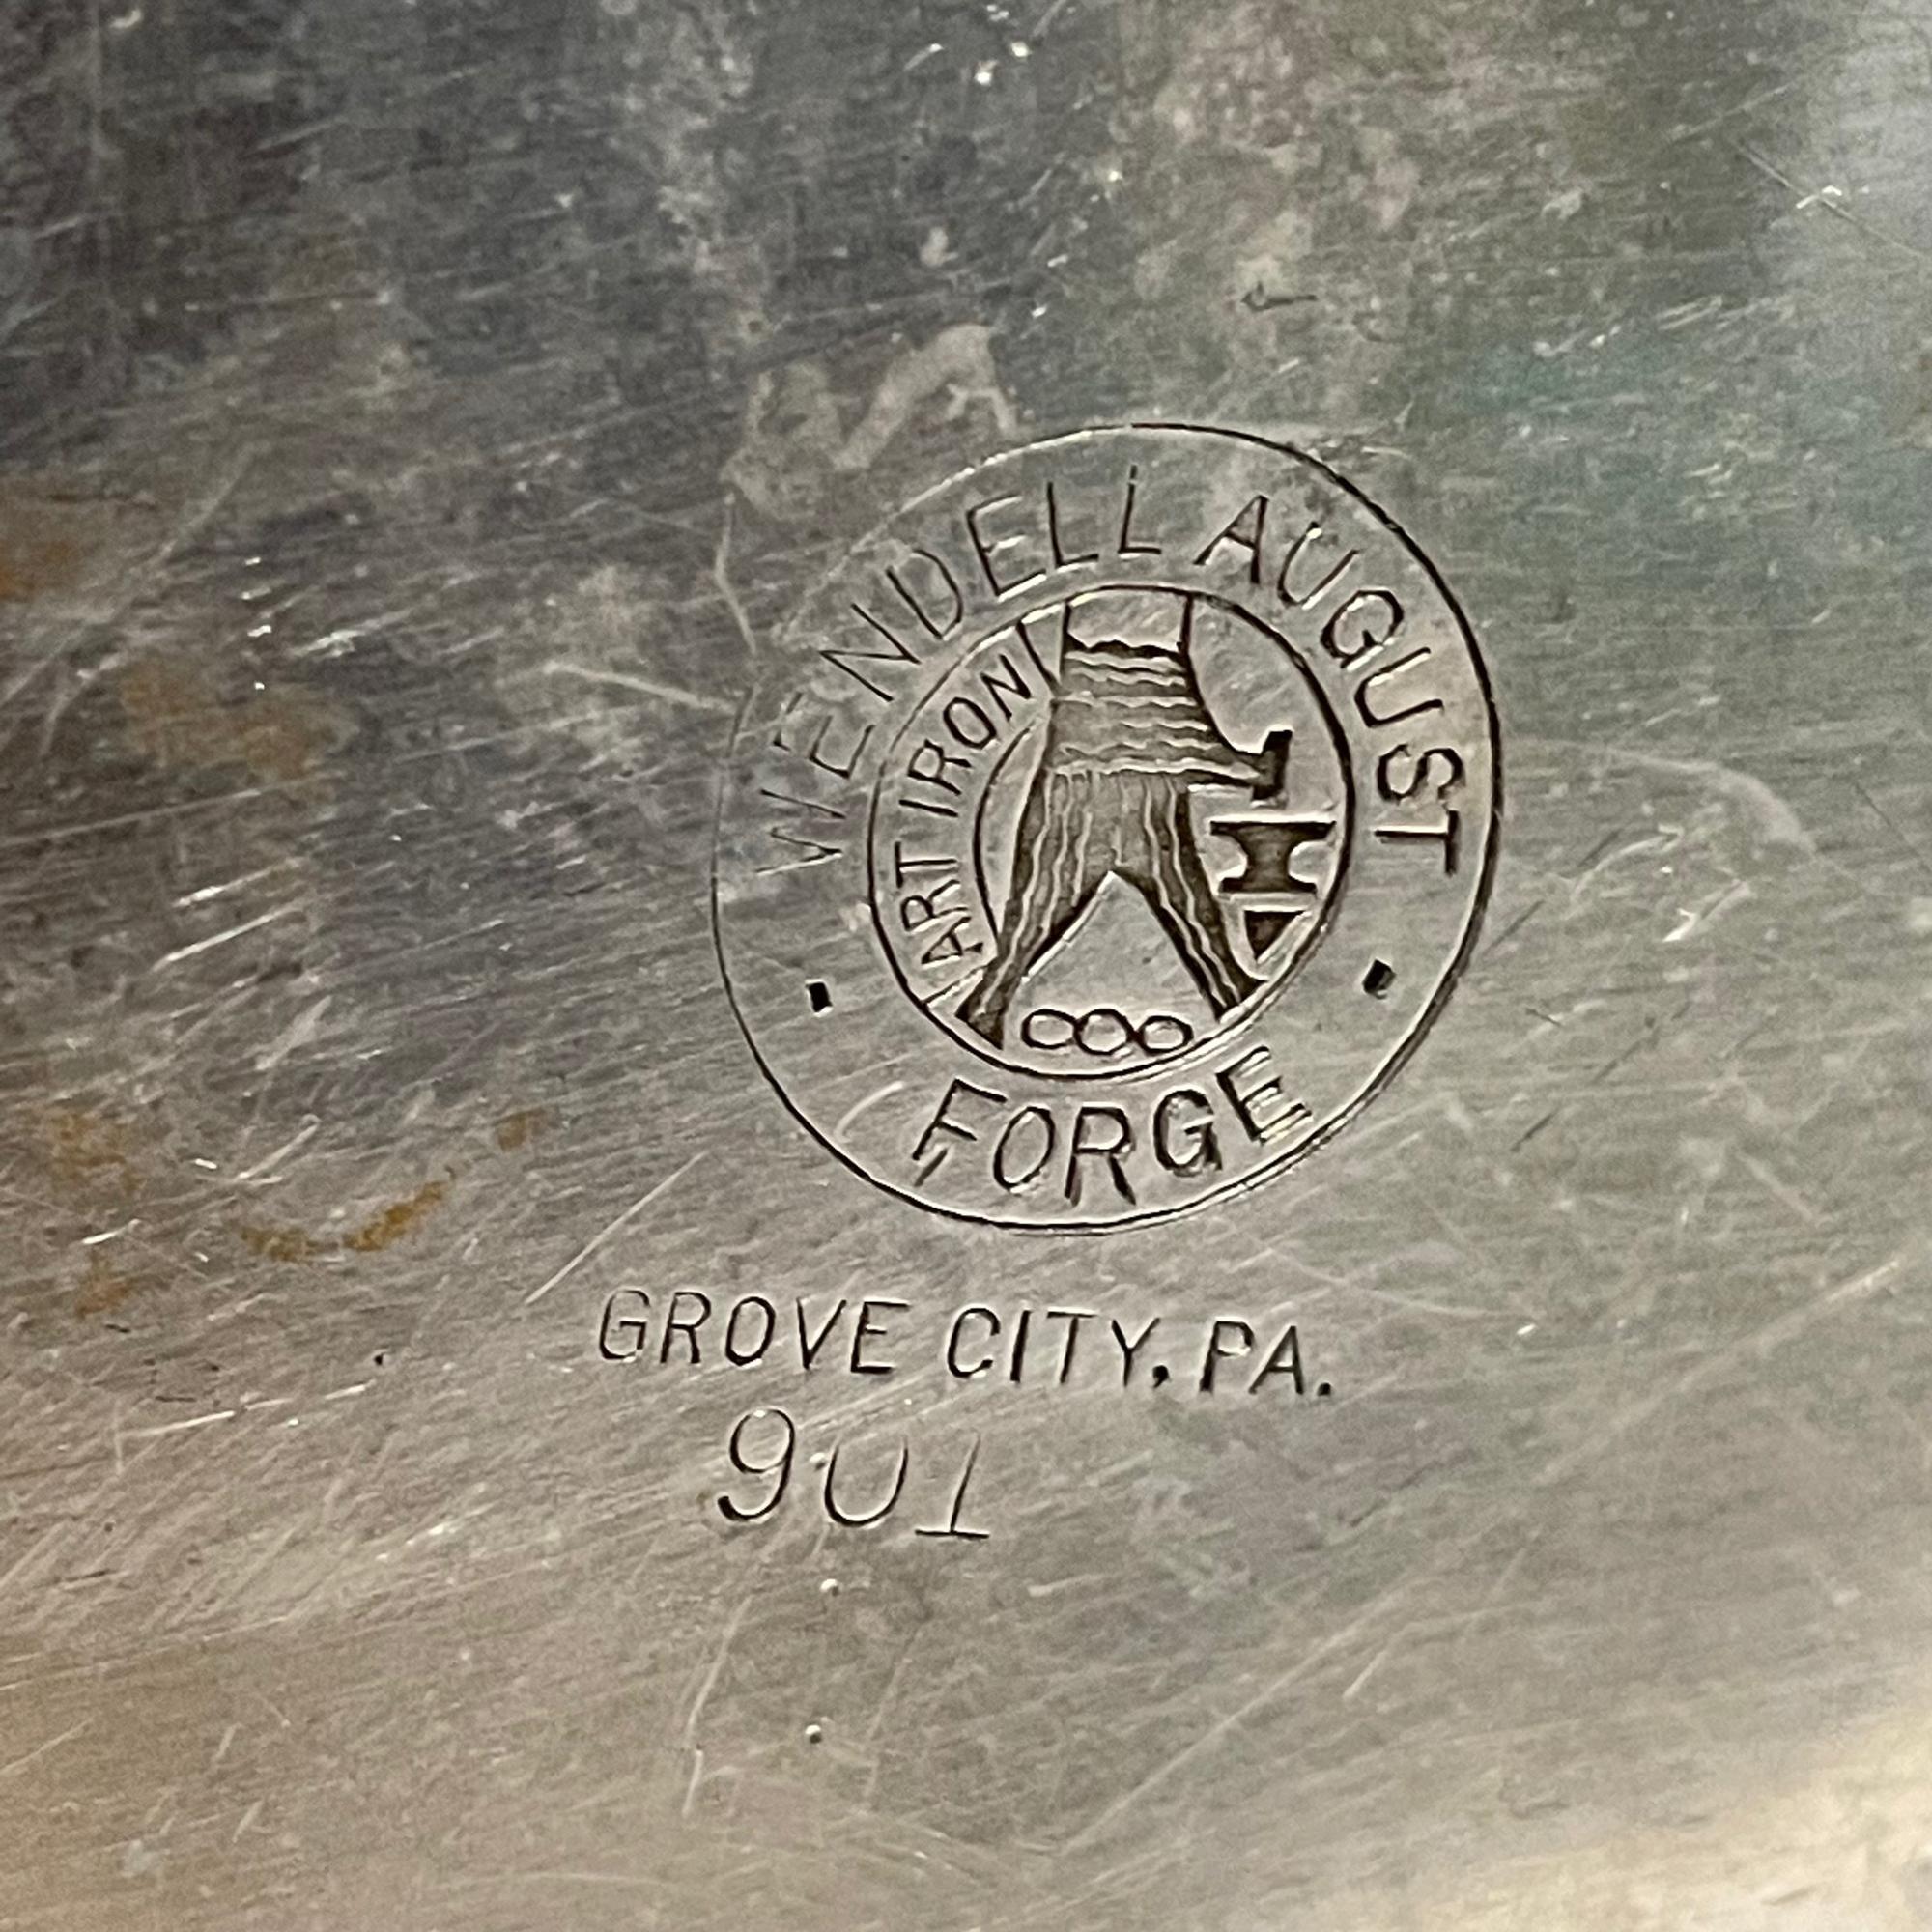 WENDELL AUGUST
ART IRON
FORGE
GROVE CITY, PA.
901